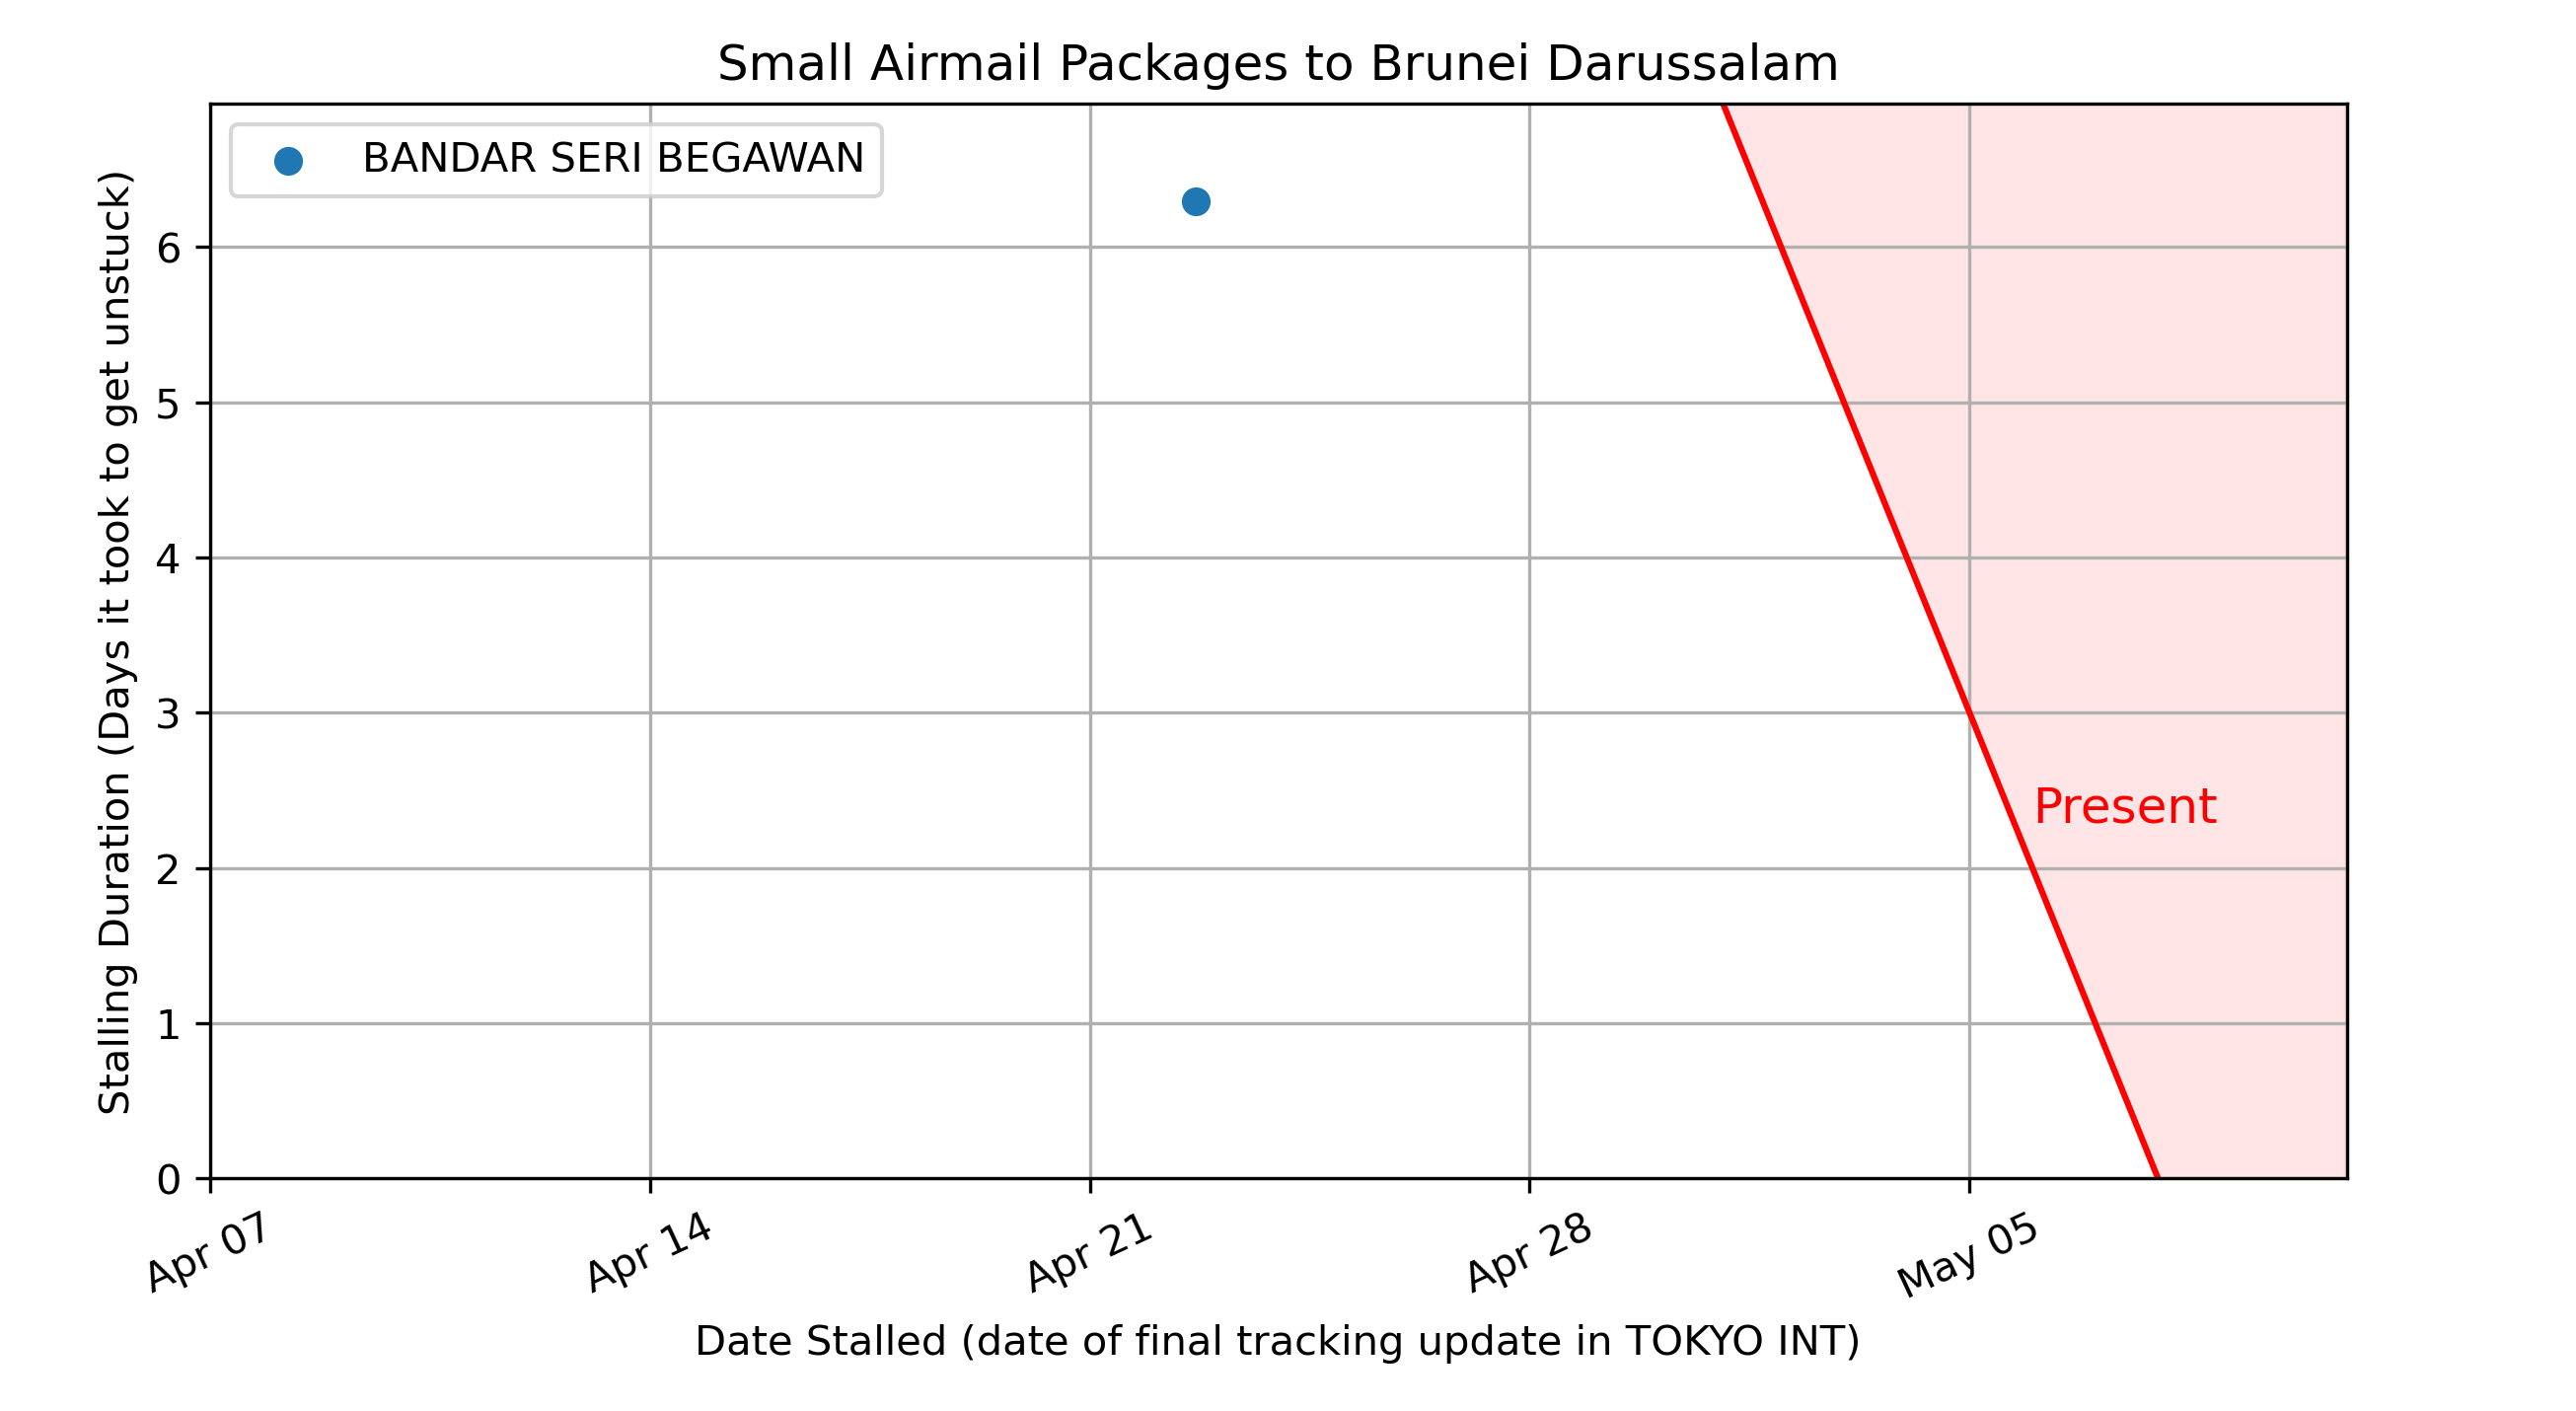 Small Airmail Packages to Brunei Darussalam
BANDAR SERI BEGAWAN
Stalling Duration (Days it took to get unstuck)
6
5
4
3
2
1
0
Present
Apr 07
Apr 14
Apr 21
Apr 28
May 05
Date Stalled (date of final tracking update in TOKYO INT)